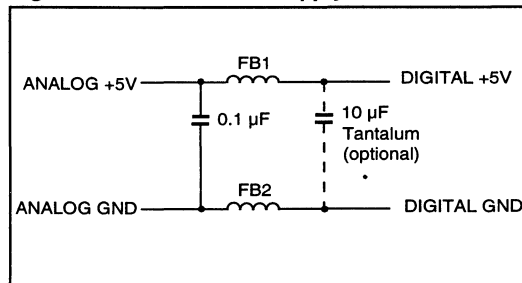 FB1
ANALOG +5V
DIGITAL +5V
0.1 µF
10 µF
Tantalum
(optional)
FB2
ANALOG GND
DIGITAL GND